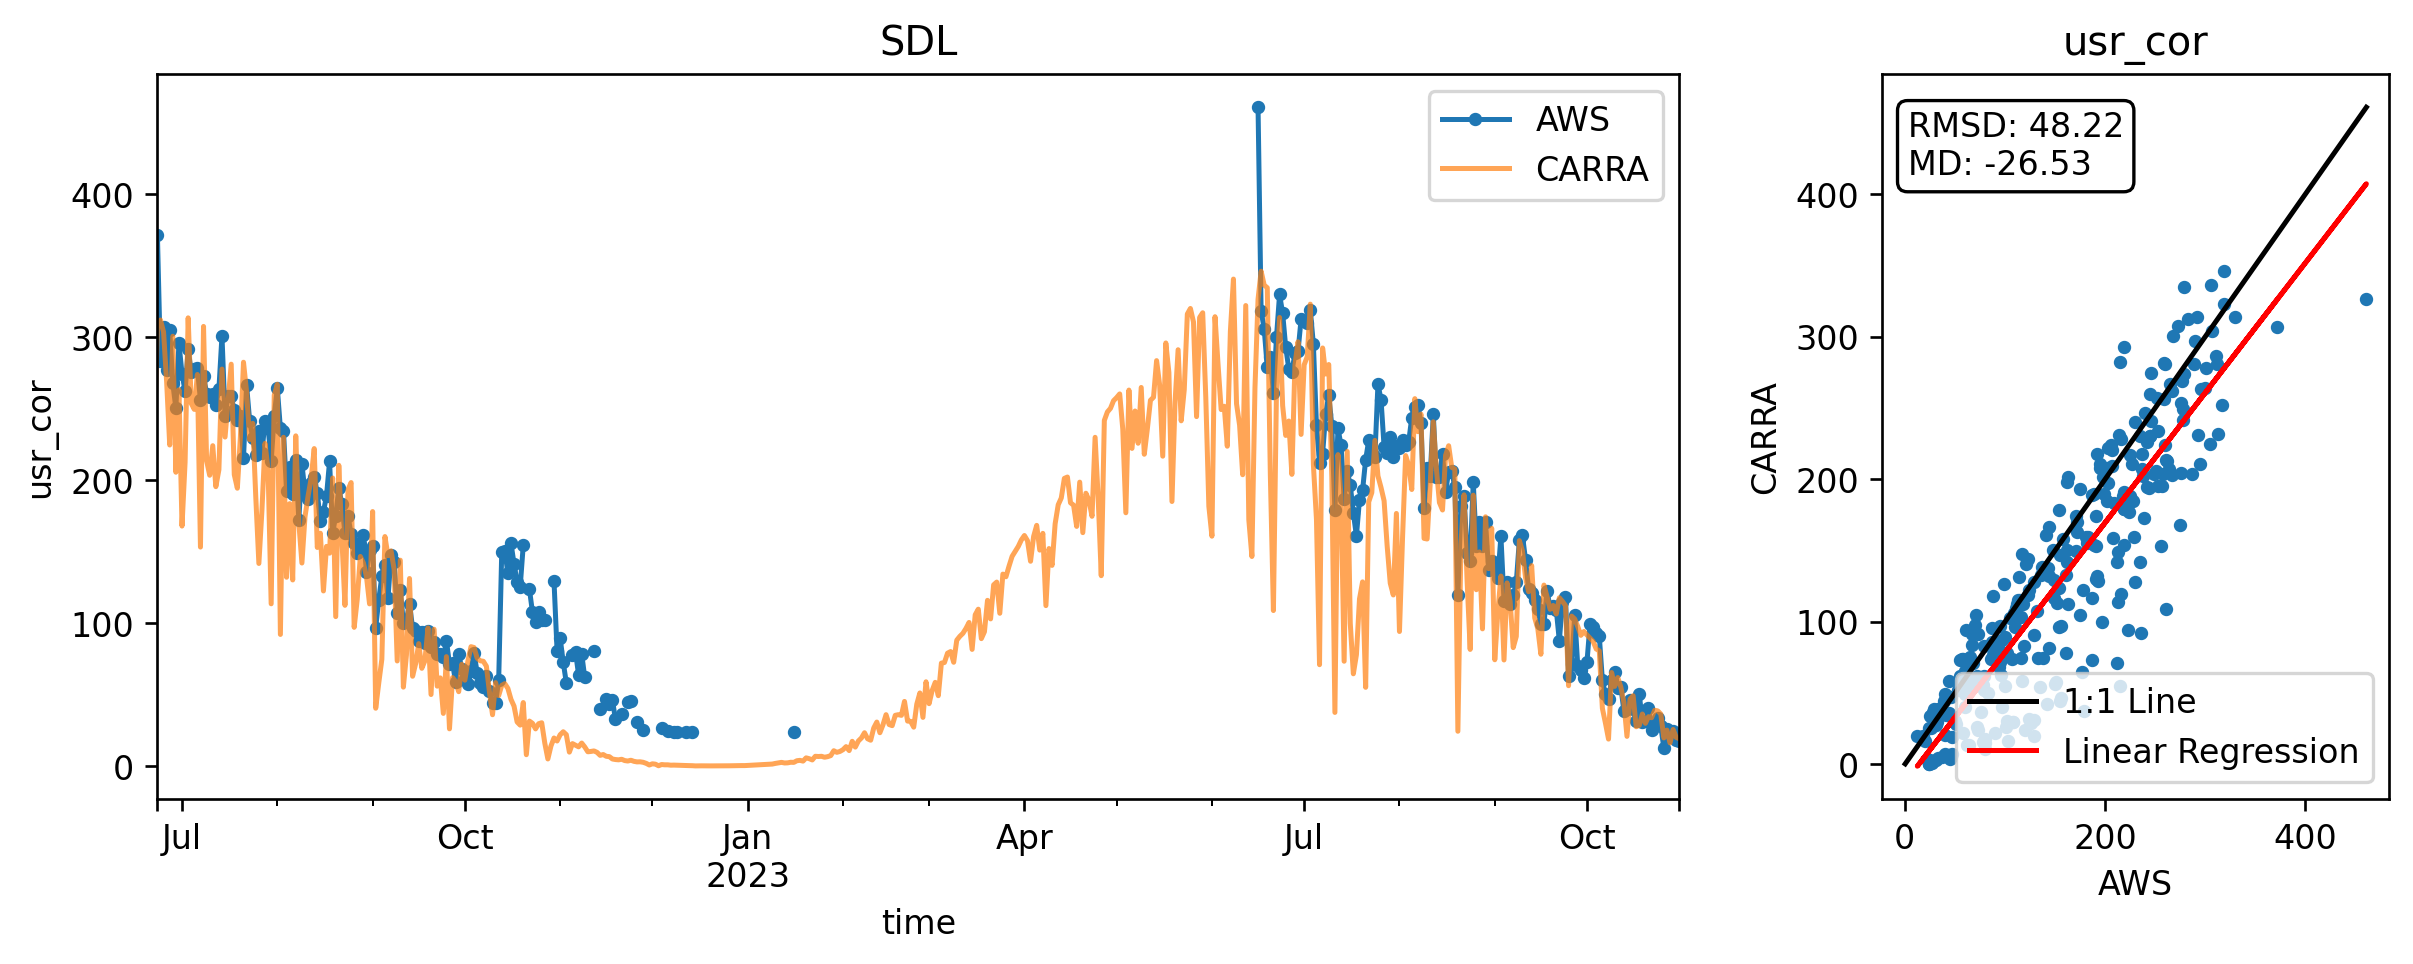 SDL
usr_cor
400
300
200
100
0
AWS
CARRA
Jul
Oct
Jan
2023
Apr
Jul
Oct
time
usr_cor
CARRA
400
300
200
100
0
RMSD: 48.22
MD: -26.53
1:1 Line
Linear Regression
0
200
400
AWS